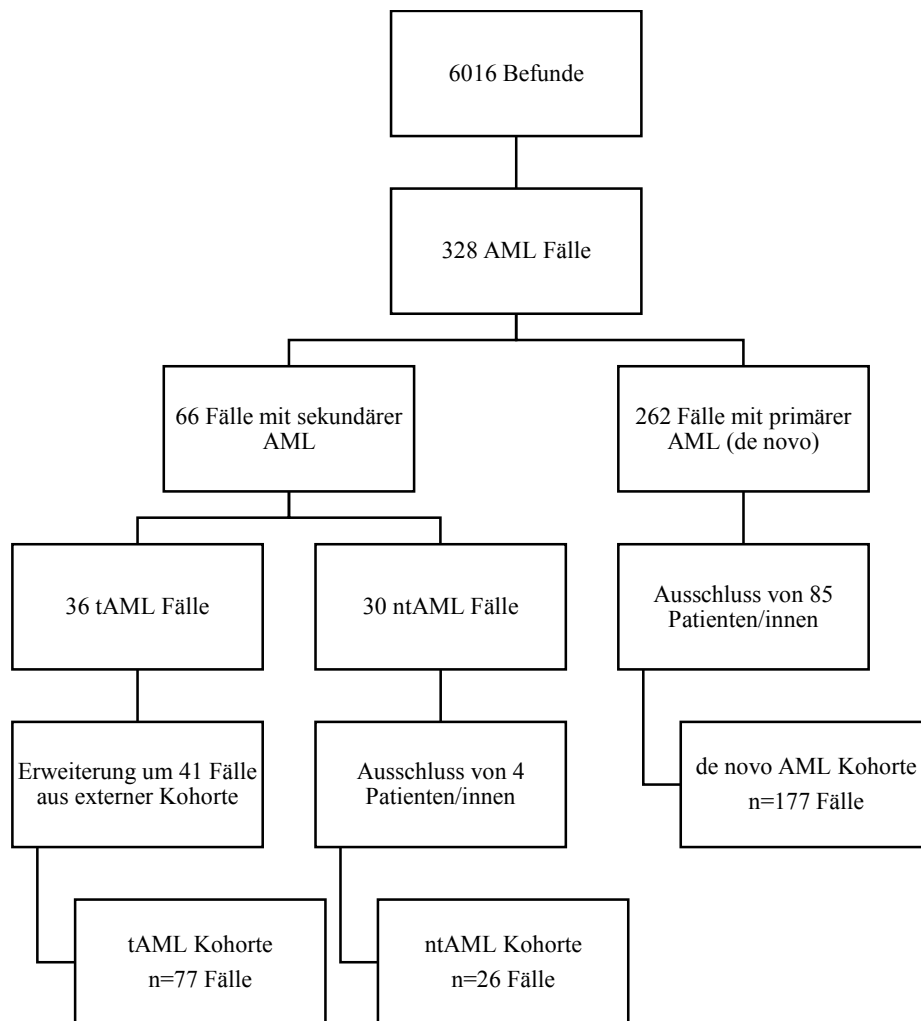 6016 Befunde
328 AML Fälle
66 Fälle mit sekundärer
AML
262 Fälle mit primärer
AML (de novo)
36 tAML Fälle
30 ntAML Fälle
Ausschluss von 85
Patienten/innen
Erweiterung um 41 Fälle
aus externer Kohorte
Ausschluss von 4
Patienten/innen
de novo AML Kohorte
n=177 Fälle
tAML Kohorte
n=77 Fälle
ntAML Kohorte
n=26 Fälle